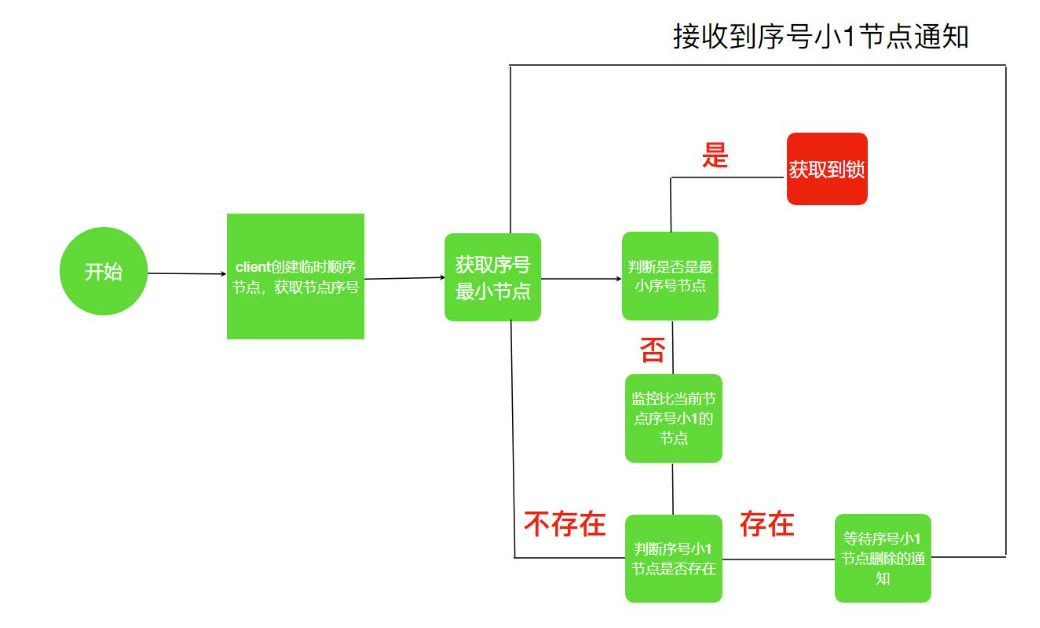 接收到序号小1节点通知
是
获取到锁
开始
client创建临时顺序
节点，获取节点序号
获取序号
最小节点
判断是否是最
小序号节点
否
监控比当前节
点序号小1的
节点
不存在
判断序号小1
节点是否存在
存在
等待序号小1
节点删除的通
知